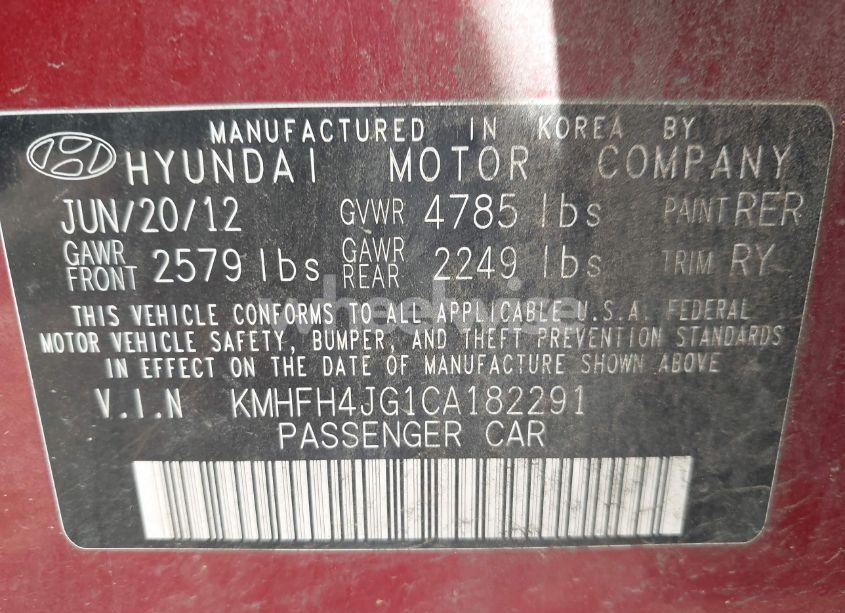 MANUFACTURED IN KOREA BY
HYUNDAI MOTOR COMPANY
JUN/20/12 GVWR 4785 lbs PAINT RER
GAWR FRONT 2579 lbs GAWR REAR 2249 lbs TRIM RY
THIS VEHICLE CONFORMS TO ALL APPLICABLE U.S.A. FEDERAL
MOTOR VEHICLE SAFETY, BUMPER, AND THEFT PREVENTION STANDARDS
IN EFFECT ON THE DATE OF MANUFACTURE SHOWN ABOVE
V.I.N KMHFH4JG1CA182291
PASSENGER CAR